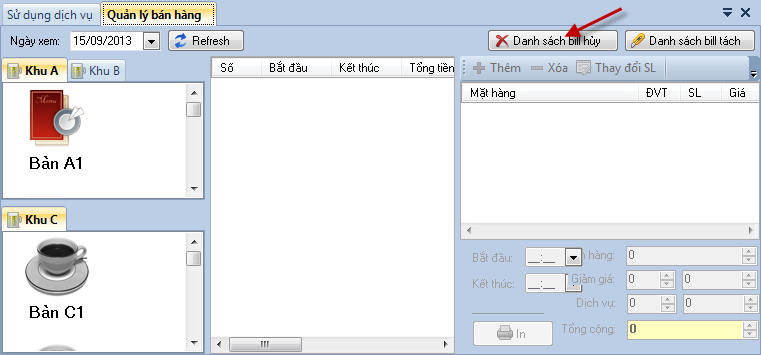 Sử dụng dịch vụ Quản lý bán hàng
Ngày xem: 15/09/2013 Refresh Danh sách bill hủy Danh sách bill tách
Khu A Khu B
Menu
Bàn A1
Khu C
Bàn C1
Số Bắt đầu Kết thúc Tổng tiền
Thêm Xóa Thay đổi SL
Mặt hàng ĐVT SL Giá
Bắt đầu: __:__ hàng: 0
Kết thúc: __:__ Giảm giá: 0 0
Dịch vụ: 0 0
In Tổng cộng: 0